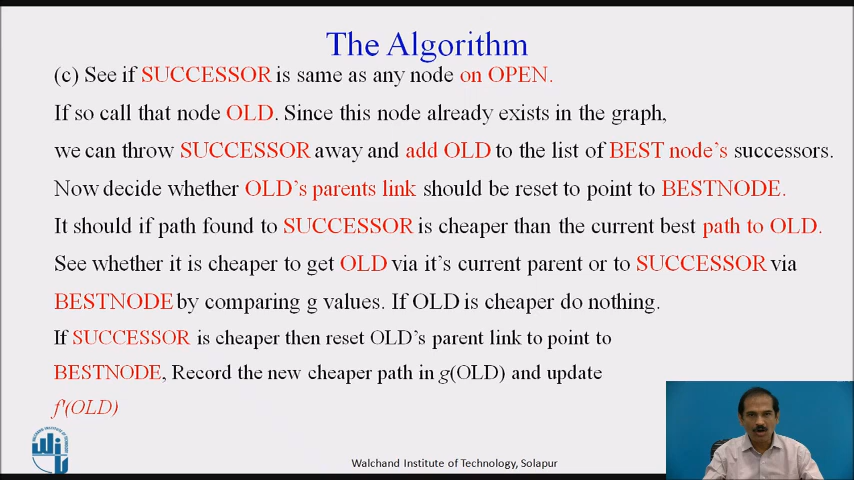 The Algorithm
(c) See if SUCCESSOR is same as any node on OPEN.
If so call that node OLD. Since this node already exists in the graph,
we can throw SUCCESSOR away and add OLD to the list of BEST node's successors.
Now decide whether OLD's parents link should be reset to point to BESTNODE.
It should if path found to SUCCESSOR is cheaper than the current best path to OLD.
See whether it is cheaper to get OLD via it's current parent or to SUCCESSOR via
BESTNODE by comparing g values. If OLD is cheaper do nothing.
If SUCCESSOR is cheaper then reset OLD's parent link to point to
BESTNODE, Record the new cheaper path in g(OLD) and update
f'(OLD)
Walchand Institute of Technology, Solapur